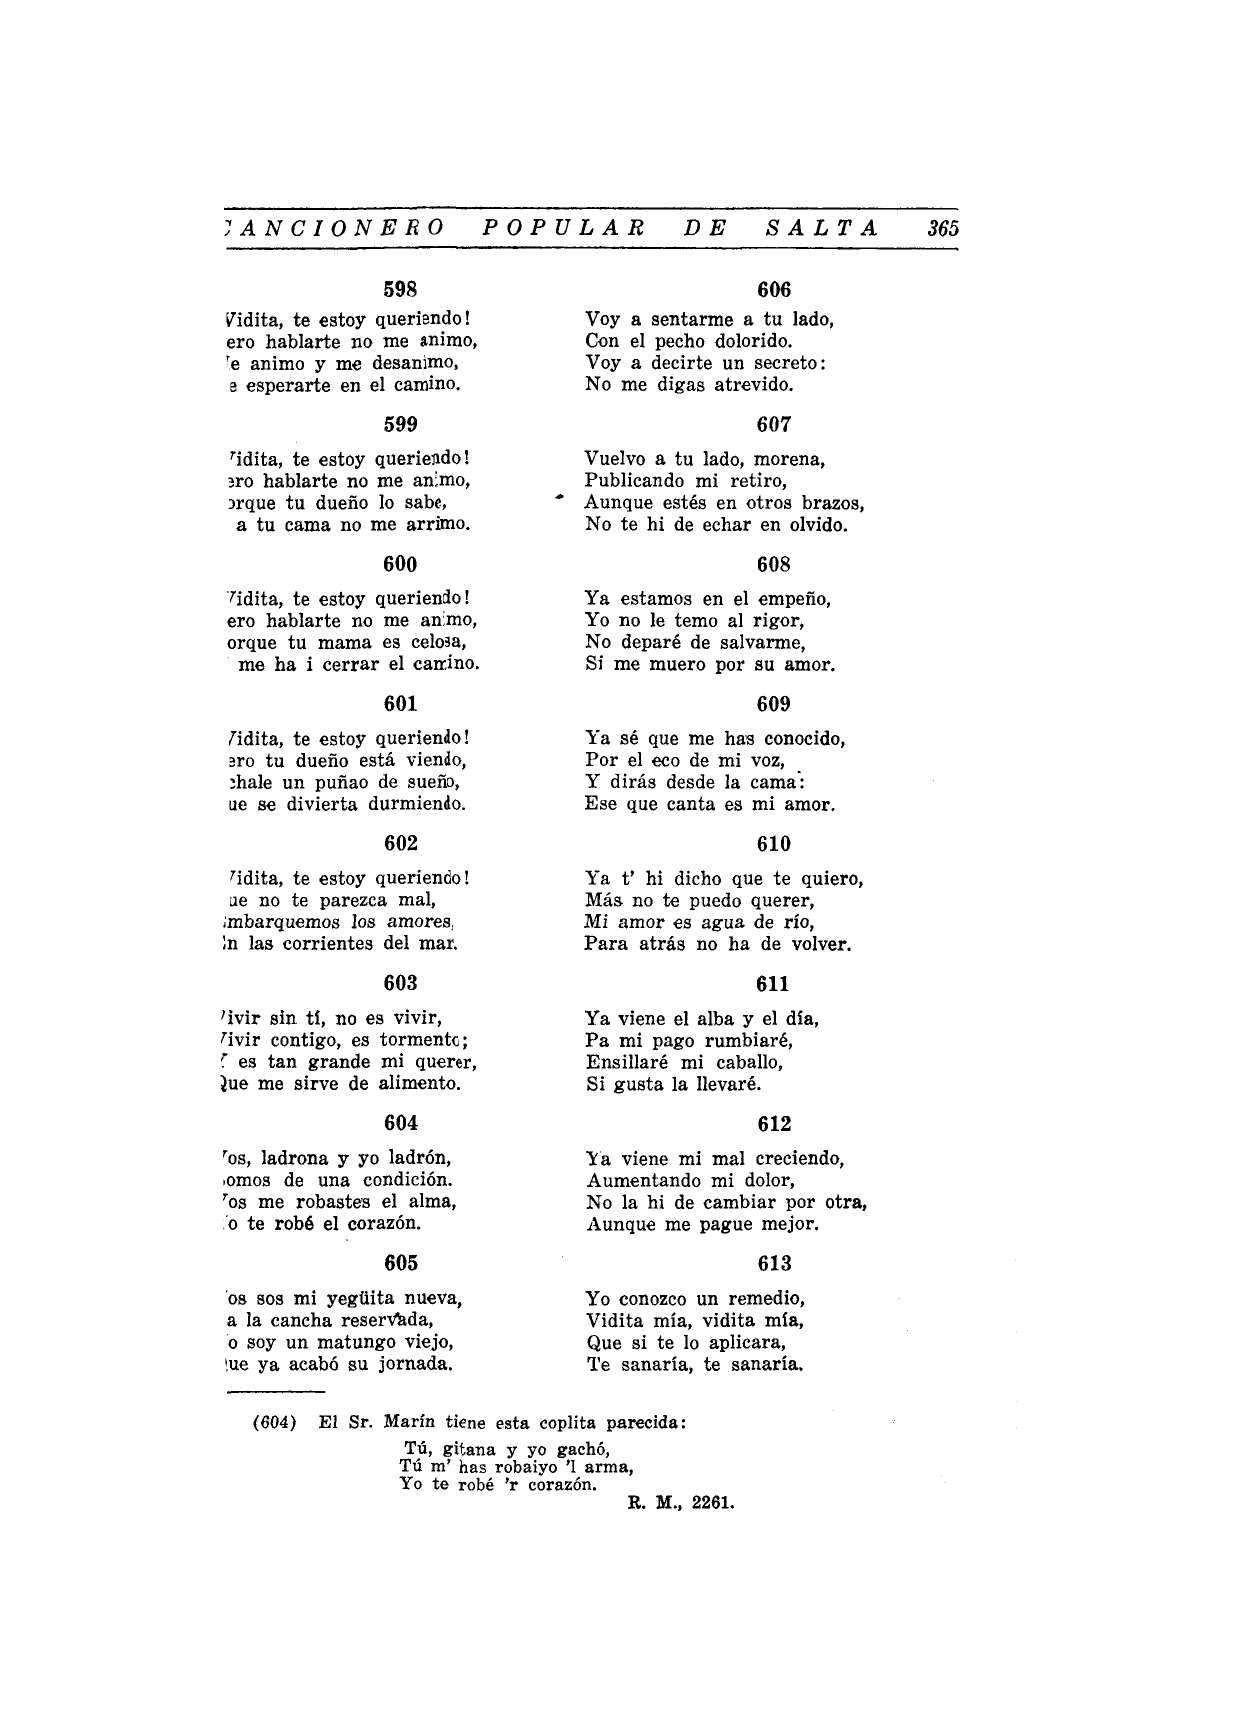 CANCIONERO POPULAR DE SALTA 365
598
Vidita, te estoy queriendo!
ero hablarte no me animo,
e animo y me desanimo,
esperarte en el camino.
599
Vidita, te estoy queriendo!
ero hablarte no me animo,
orque tu dueño lo sabe,
a tu cama no me arrimo.
600
Vidita, te estoy queriendo!
ero hablarte no me animo,
orque tu mama es celosa,
me ha i cerrar el camino.
601
Vidita, te estoy queriendo!
ero tu dueño está viendo,
chale un puñao de sueño,
ue se divierta durmiendo.
602
Vidita, te estoy queriendo!
ue no te parezca mal,
mbarquemos los amores,
En las corrientes del mar.
603
Vivir sin tí, no es vivir,
Vivir contigo, es tormento;
Y es tan grande mi querer,
Que me sirve de alimento.
604
os, ladrona y yo ladrón,
omos de una condición.
os me robastes el alma,
o te robé el corazón.
605
os sos mi yegüita nueva,
a la cancha reservada,
o soy un matungo viejo,
ue ya acabó su jornada.
606
Voy a sentarme a tu lado,
Con el pecho dolorido.
Voy a decirte un secreto:
No me digas atrevido.
607
Vuelvo a tu lado, morena,
Publicando mi retiro,
Aunque estés en otros brazos,
No te hi de echar en olvido.
608
Ya estamos en el empeño,
Yo no le temo al rigor,
No deparé de salvarme,
Si me muero por su amor.
609
Ya sé que me has conocido,
Por el eco de mi voz,
Y dirás desde la cama:
Ese que canta es mi amor.
610
Ya t' hi dicho que te quiero,
Más no te puedo querer,
Mi amor es agua de río,
Para atrás no ha de volver.
611
Ya viene el alba y el día,
Pa mi pago rumbiaré,
Ensillaré mi caballo,
Si gusta la llevaré.
612
Ya viene mi mal creciendo,
Aumentando mi dolor,
No la hi de cambiar por otra,
Aunque me pague mejor.
613
Yo conozco un remedio,
Vidita mía, vidita mía,
Que si te lo aplicara,
Te sanaría, te sanaría.
(604) El Sr. Marín tiene esta coplita parecida:
Tú, gitana y yo gachó,
Tú m' has robaiyo 'l arma,
Yo te robé 'r corazón.
R. M., 2261.